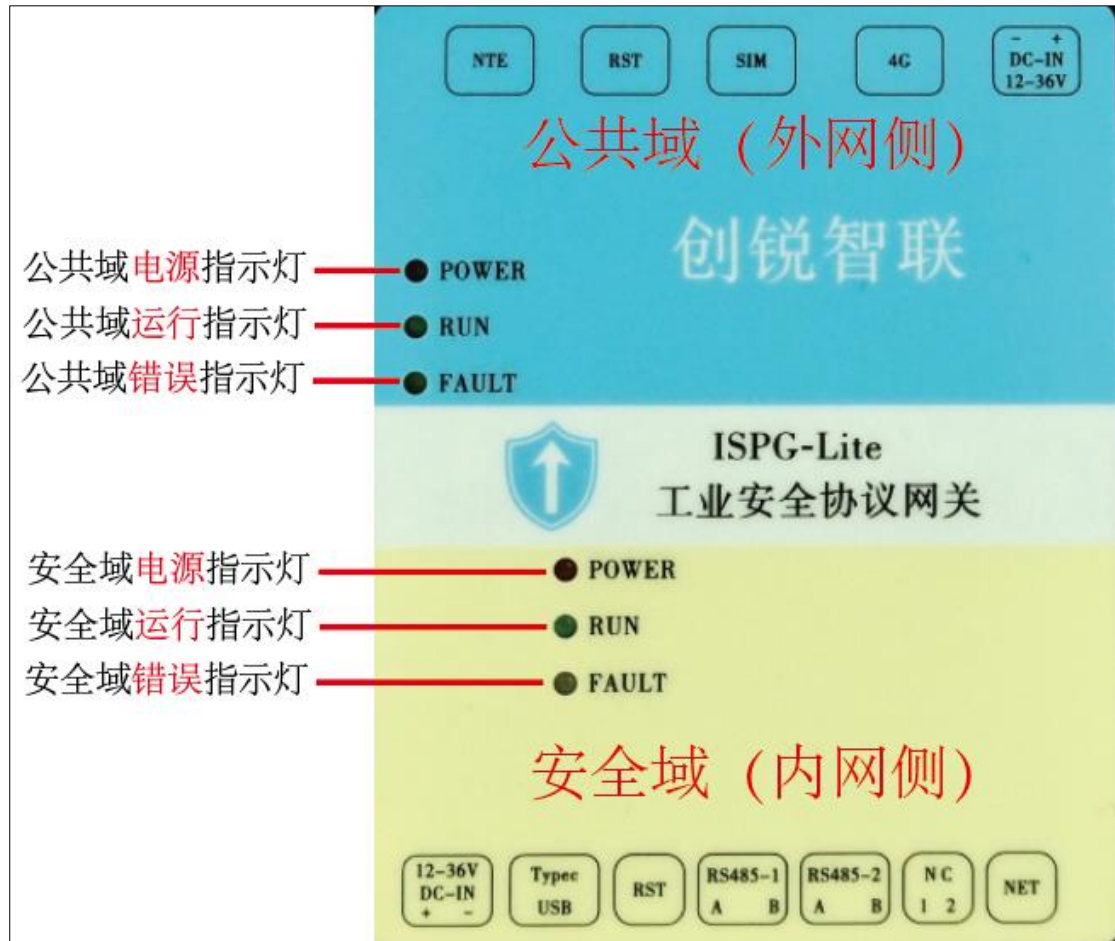 NTE
RST
SIM
4G
- +
DC-IN
12-36V
公共域（外网侧）
创锐智联
公共域电源指示灯
POWER
公共域运行指示灯
RUN
公共域错误指示灯
FAULT
ISPG-Lite
工业安全协议网关
安全域电源指示灯
POWER
安全域运行指示灯
RUN
安全域错误指示灯
FAULT
安全域（内网侧）
12-36V
DC-IN
+ -
Typec
USB
RST
RS485-1
A B
RS485-2
A B
N C
1 2
NET